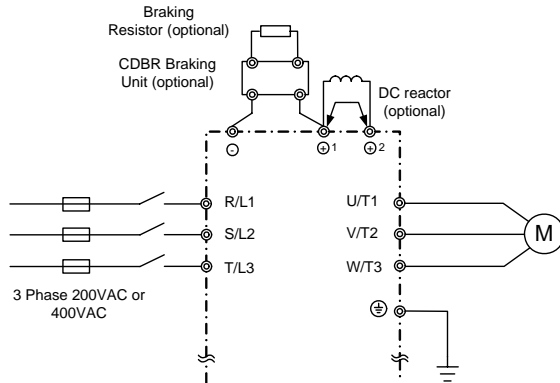 Braking
Resistor (optional)
CDBR Braking
Unit (optional)
DC reactor
(optional)
-
+ 1
+ 2
R/L1
U/T1
S/L2
V/T2
M
T/L3
W/T3
3 Phase 200VAC or
400VAC